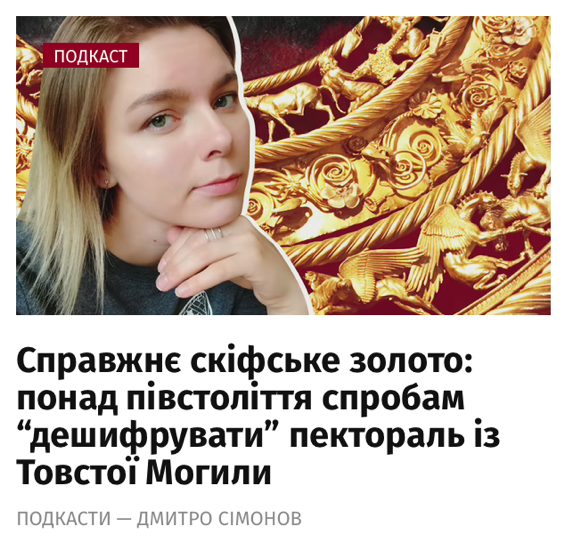 ПОДКАСТ
Справжнє скіфське золото:
понад півстоліття спробам
“дешифрувати” пектораль із
Товстої Могили
ПОДКАСТИ — ДМИТРО СІМОНОВ